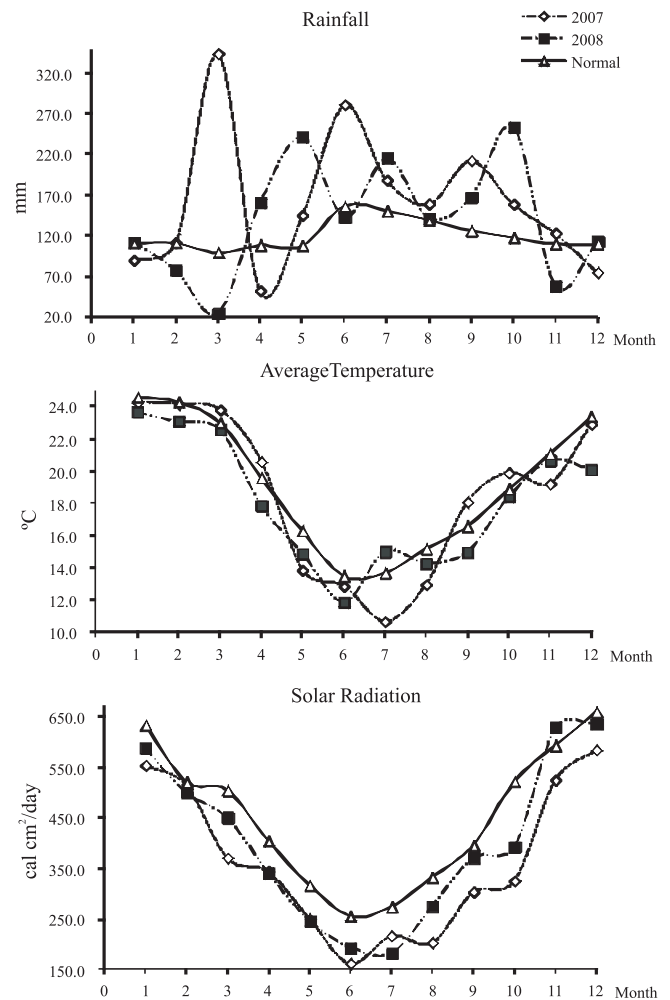 Rainfall
2007
2008
Normal
mm
320.0
270.0
220.0
170.0
120.0
70.0
20.0
0 1 2 3 4 5 6 7 8 9 10 11 12 Month
AverageTemperature
ºC
24.0
22.0
20.0
18.0
16.0
14.0
12.0
10.0
0 1 2 3 4 5 6 7 8 9 10 11 12 Month
Solar Radiation
cal cm²/day
650.0
550.0
450.0
350.0
250.0
150.0
0 1 2 3 4 5 6 7 8 9 10 11 12 Month